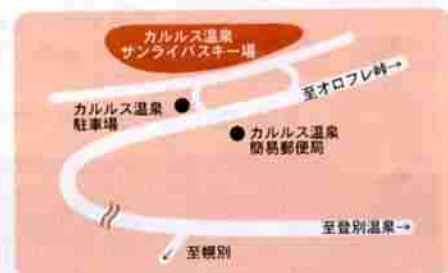 カルルス温泉
サンライバスキー場
至オロフレ峠→
カルルス温泉
駐車場
カルルス温泉
簡易郵便局
至登別温泉→
↙至幌別